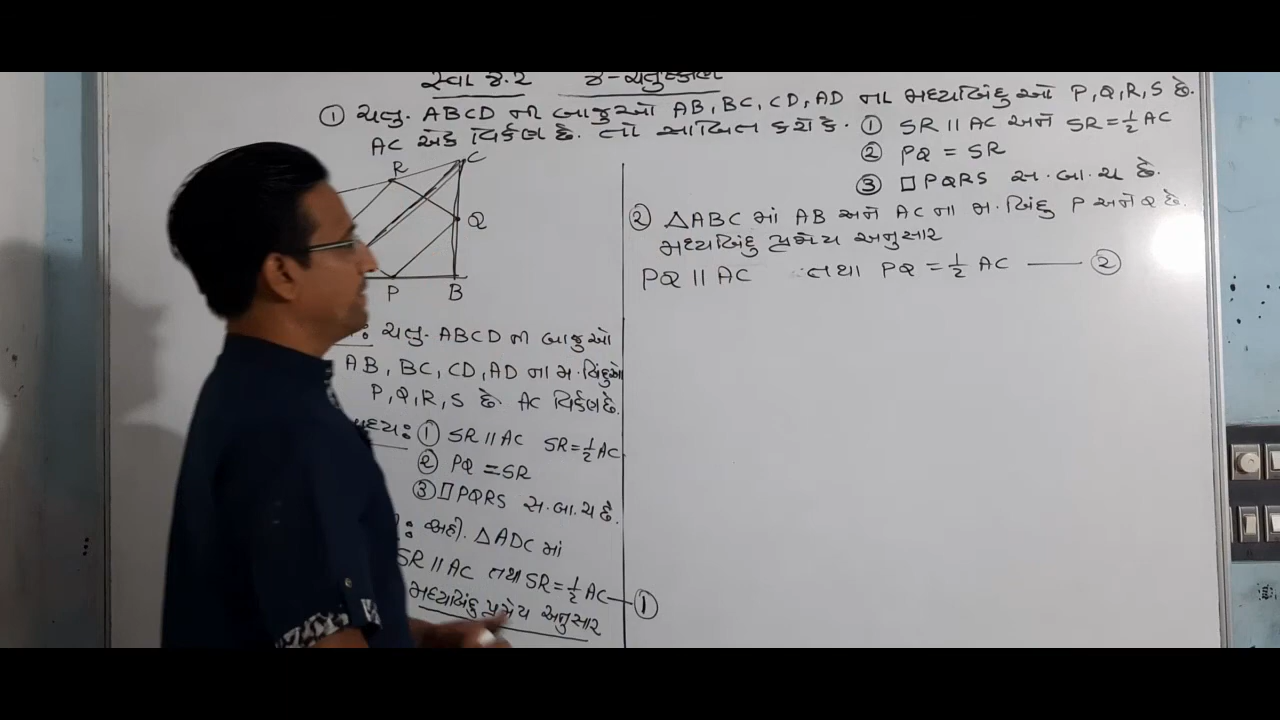 સ્વા ૪.૨ ૪-ચતુષ્કોણ
① ચતુ. ABCD ની બાજુઓ AB, BC, CD, AD ના મધ્યબિંદુઓ P, Q, R, S છે.
AC એક વિકર્ણ છે. તો સાબિત કરો કે. ① SR || AC અને SR = ½ AC
② PQ = SR
③ □PQRS સ.બા.ચ છે.
R C
Q
P B
ચતુ. ABCD ની બાજુઓ
AB, BC, CD, AD ના મ.બિંદુઓ
P, Q, R, S છે. AC વિકર્ણ છે.
① SR || AC SR = ½ AC
② PQ = SR
③ □PQRS સ.બા.ચ છે.
અહી. △ADC માં
SR || AC તથા SR = ½ AC — ①
મધ્યબિંદુ પ્રમેય અનુસાર
② △ABC માં AB અને AC ના મ.બિંદુ P અને Q છે.
મધ્યબિંદુ પ્રમેય અનુસાર
PQ || AC તથા PQ = ½ AC — ②